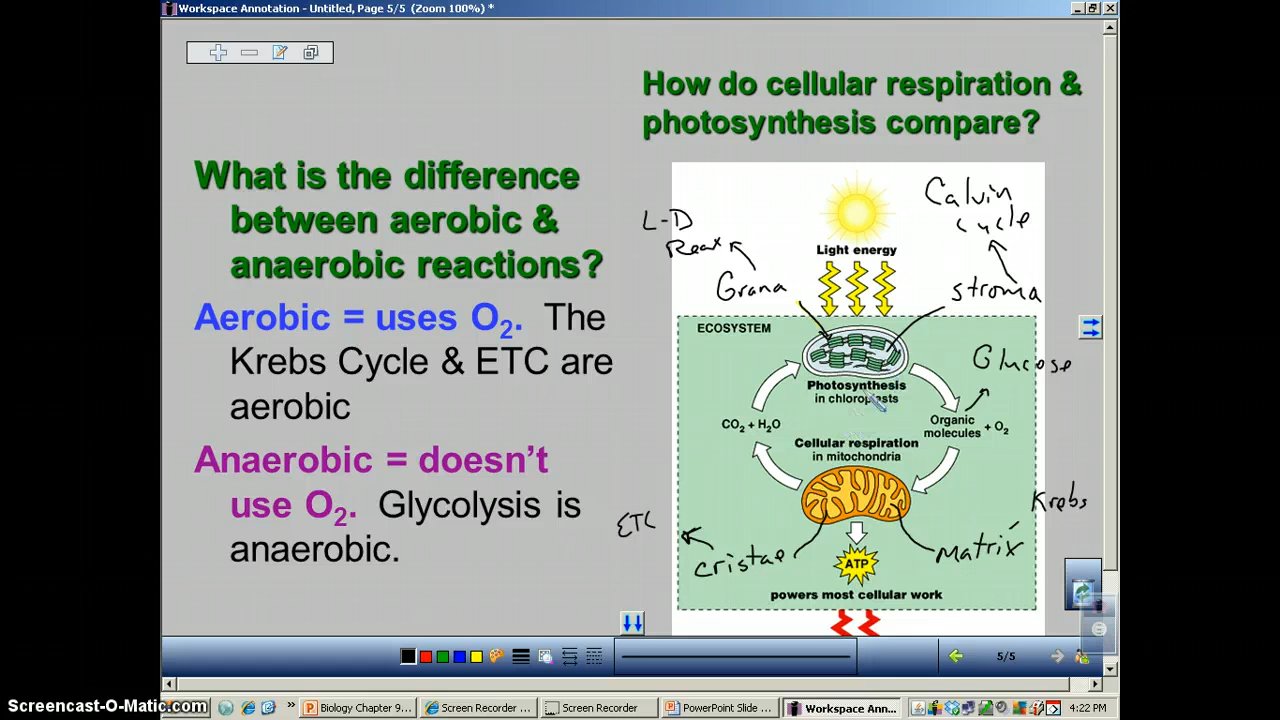 Workspace Annotation - Untitled, Page 5/5 (Zoom 100%) *
How do cellular respiration &
photosynthesis compare?
What is the difference
between aerobic &
anaerobic reactions?
Aerobic = uses O2. The
Krebs Cycle & ETC are
aerobic
Anaerobic = doesn't
use O2. Glycolysis is
anaerobic.
Calvin
cycle
L-D
Reax
Light energy
Grana
stroma
ECOSYSTEM
Glucose
Photosynthesis
in chloroplasts
CO2 + H2O
Organic
molecules + O2
Cellular respiration
in mitochondria
Krebs
ETC
cristae
matrix
ATP
powers most cellular work
5/5
Screencast-O-Matic.com
»
Biology Chapter 9...
Screen Recorder ...
Screen Recorder
PowerPoint Slide ...
Workspace Ann...
4:22 PM